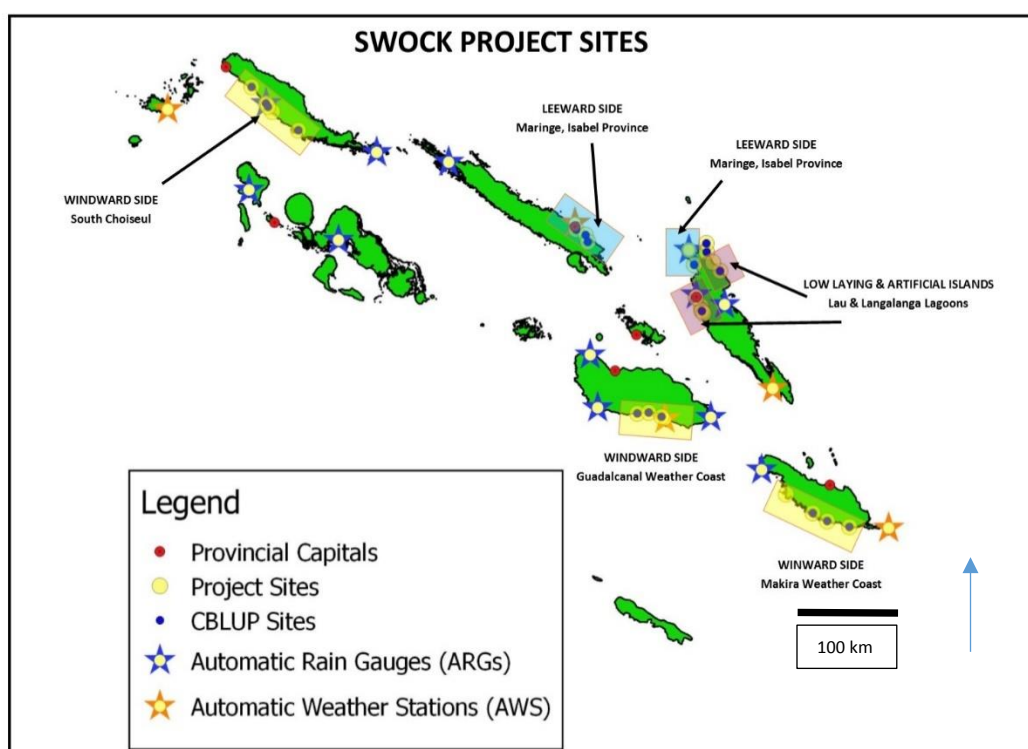 SWOCK PROJECT SITES
LEEWARD SIDE
Maringe, Isabel Province
LEEWARD SIDE
Maringe, Isabel Province
WINDWARD SIDE
South Choiseul
LOW LAYING & ARTIFICIAL ISLANDS
Lau & Langalanga Lagoons
WINDWARD SIDE
Guadalcanal Weather Coast
WINWARD SIDE
Makira Weather Coast
100 km
Legend
Provincial Capitals
Project Sites
CBLUP Sites
Automatic Rain Gauges (ARGs)
Automatic Weather Stations (AWS)